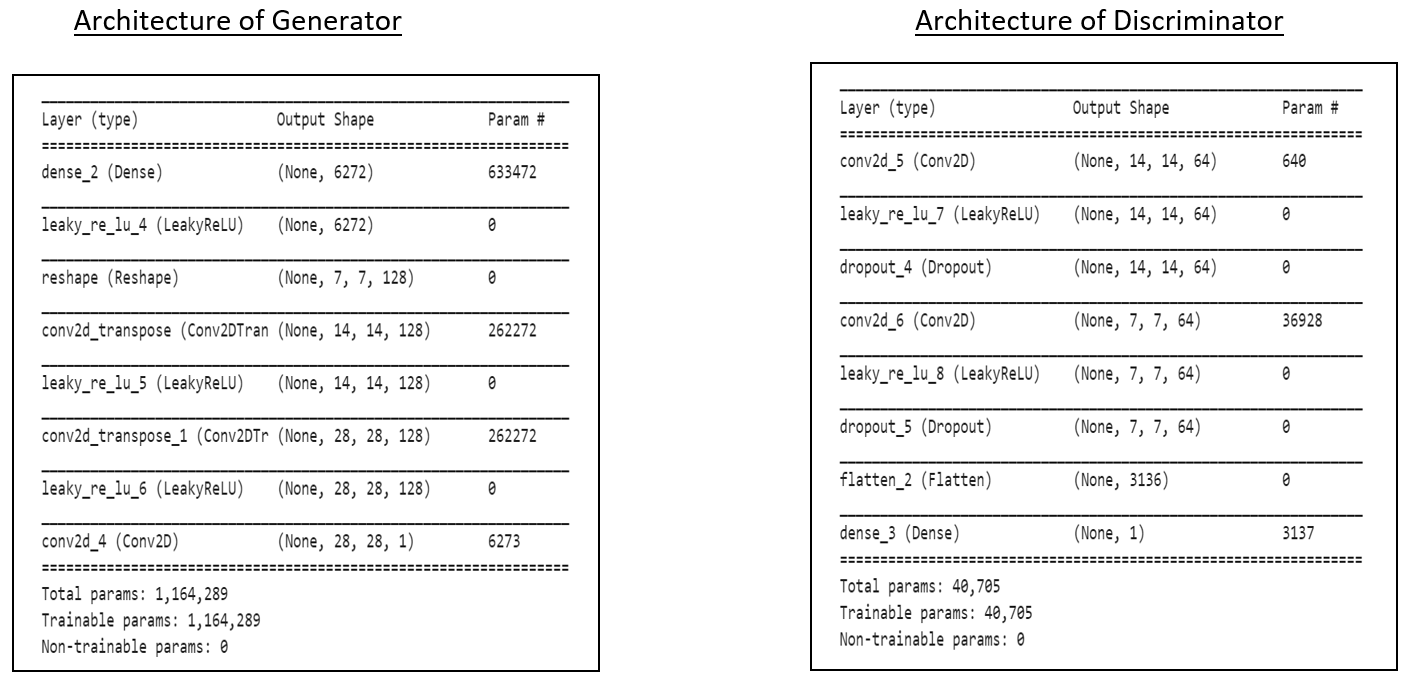 Architecture of Generator
Layer (type) Output Shape Param #
=================================================================
dense_2 (Dense) (None, 6272) 633472
leaky_re_lu_4 (LeakyReLU) (None, 6272) 0
reshape (Reshape) (None, 7, 7, 128) 0
conv2d_transpose (Conv2DTran (None, 14, 14, 128) 262272
leaky_re_lu_5 (LeakyReLU) (None, 14, 14, 128) 0
conv2d_transpose_1 (Conv2DTr (None, 28, 28, 128) 262272
leaky_re_lu_6 (LeakyReLU) (None, 28, 28, 128) 0
conv2d_4 (Conv2D) (None, 28, 28, 1) 6273
=================================================================
Total params: 1,164,289
Trainable params: 1,164,289
Non-trainable params: 0
Architecture of Discriminator
Layer (type) Output Shape Param #
=================================================================
conv2d_5 (Conv2D) (None, 14, 14, 64) 640
leaky_re_lu_7 (LeakyReLU) (None, 14, 14, 64) 0
dropout_4 (Dropout) (None, 14, 14, 64) 0
conv2d_6 (Conv2D) (None, 7, 7, 64) 36928
leaky_re_lu_8 (LeakyReLU) (None, 7, 7, 64) 0
dropout_5 (Dropout) (None, 7, 7, 64) 0
flatten_2 (Flatten) (None, 3136) 0
dense_3 (Dense) (None, 1) 3137
=================================================================
Total params: 40,705
Trainable params: 40,705
Non-trainable params: 0